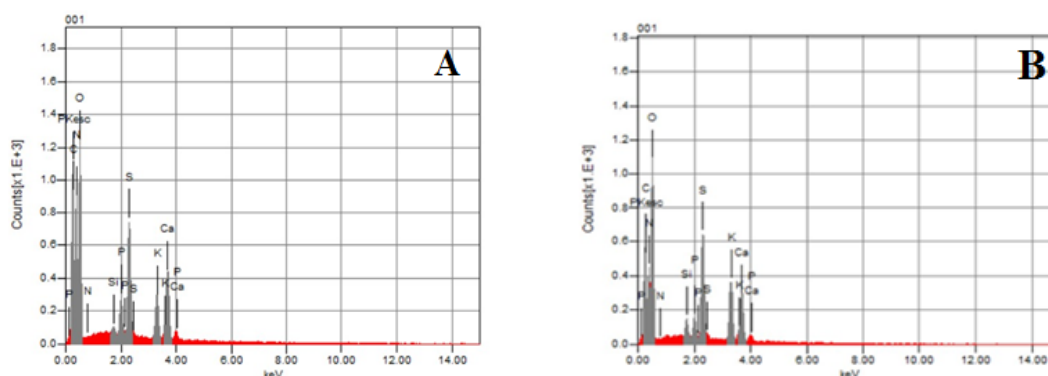 001
A
Counts[x1.E+3]
1.8
1.6
1.4
1.2
1.0
0.8
0.6
0.4
0.2
0.0
O
PKesc
N
C
S
Ca
P
K
P
Si
P
S
K
Ca
P
N
0.00 2.00 4.00 6.00 8.00 10.00 12.00 14.00
keV
001
B
Counts[x1.E+3]
1.8
1.6
1.4
1.2
1.0
0.8
0.6
0.4
0.2
0.0
O
C
S
PKesc
N
K
P
Ca
Si
P
P
S
K
Ca
P
N
0.00 2.00 4.00 6.00 8.00 10.00 12.00 14.00
keV